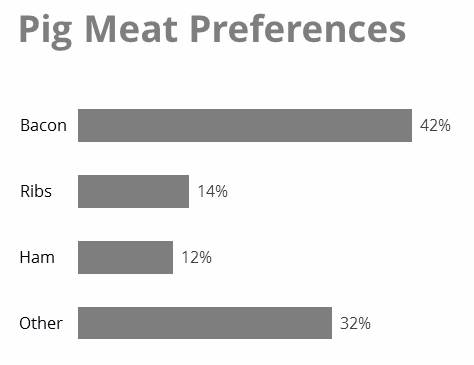 Pig Meat Preferences
Bacon 42%
Ribs 14%
Ham 12%
Other 32%